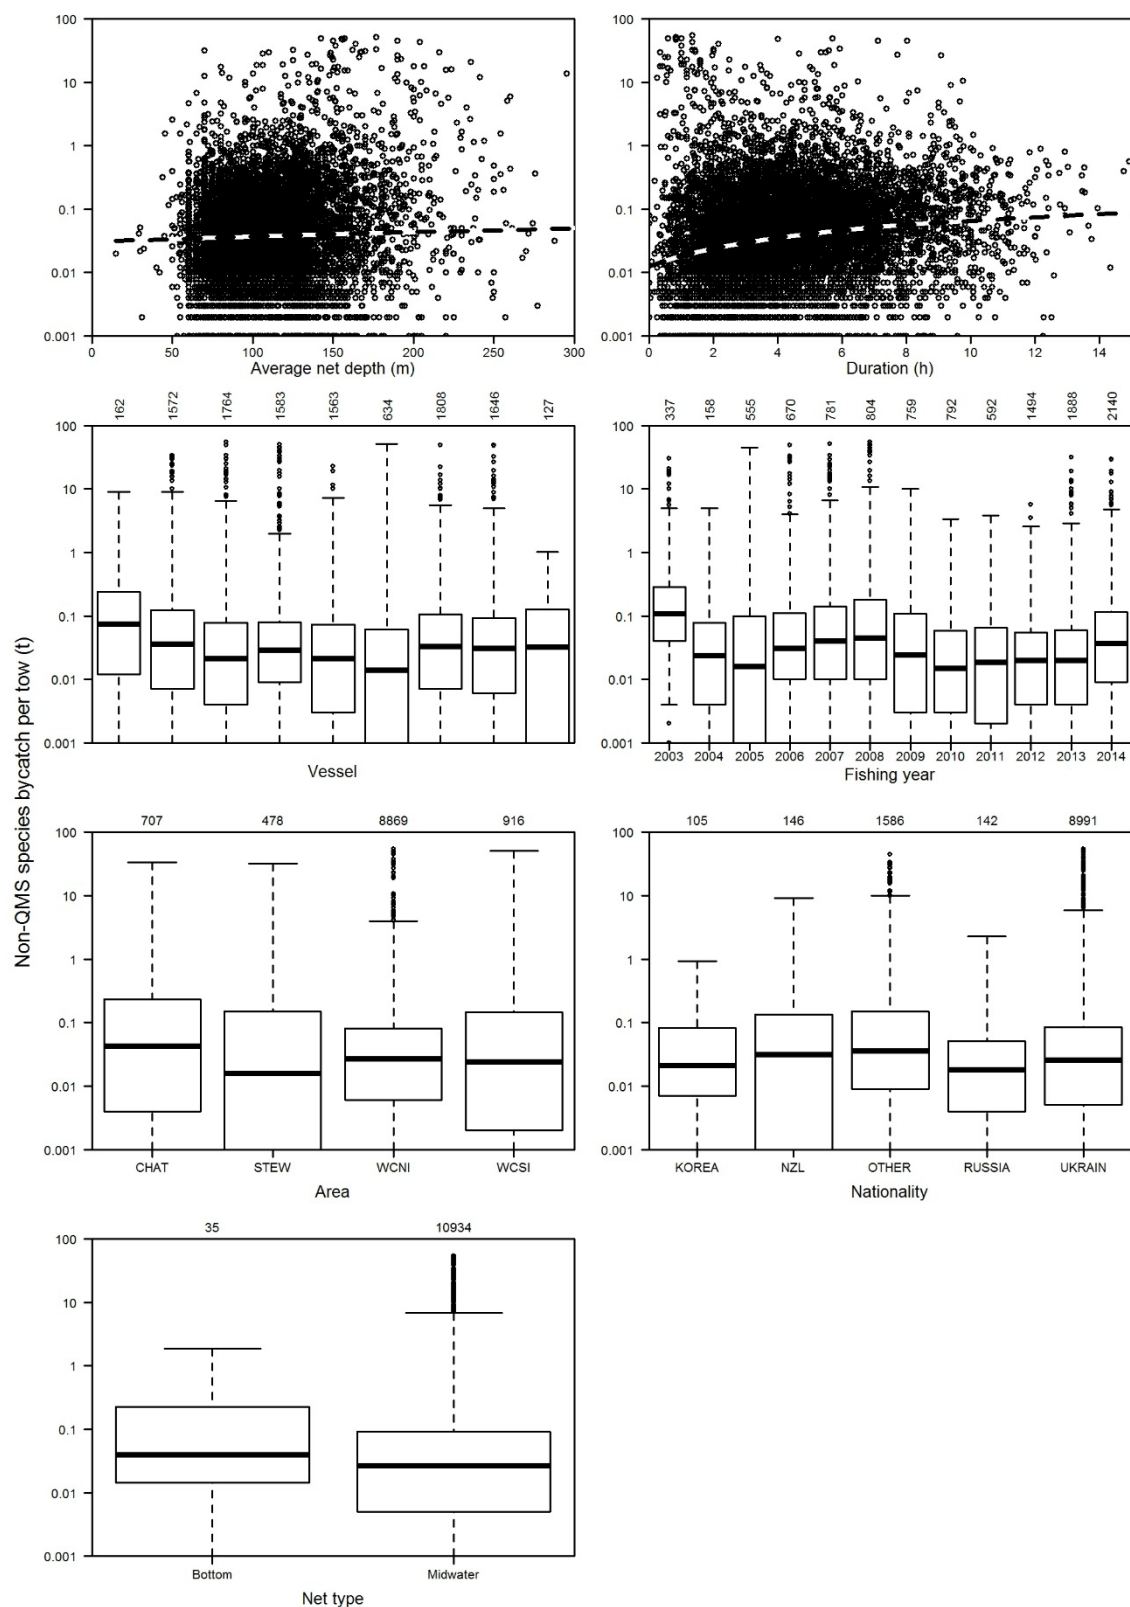 Non-QMS species bycatch per tow (t)
100
10
1
0.1
0.01
0.001
0 50 100 150 200 250 300
Average net depth (m)
100
10
1
0.1
0.01
0.001
0 2 4 6 8 10 12 14
Duration (h)
162 1572 1764 1583 1563 634 1808 1646 127
100
10
1
0.1
0.01
0.001
Vessel
337 158 555 670 781 804 759 792 592 1494 1888 2140
100
10
1
0.1
0.01
0.001
2003 2004 2005 2006 2007 2008 2009 2010 2011 2012 2013 2014
Fishing year
707 478 8869 916
100
10
1
0.1
0.01
0.001
CHAT STEW WCNI WCSI
Area
105 146 1586 142 8991
100
10
1
0.1
0.01
0.001
KOREA NZL OTHER RUSSIA UKRAIN
Nationality
35 10934
100
10
1
0.1
0.01
0.001
Bottom Midwater
Net type